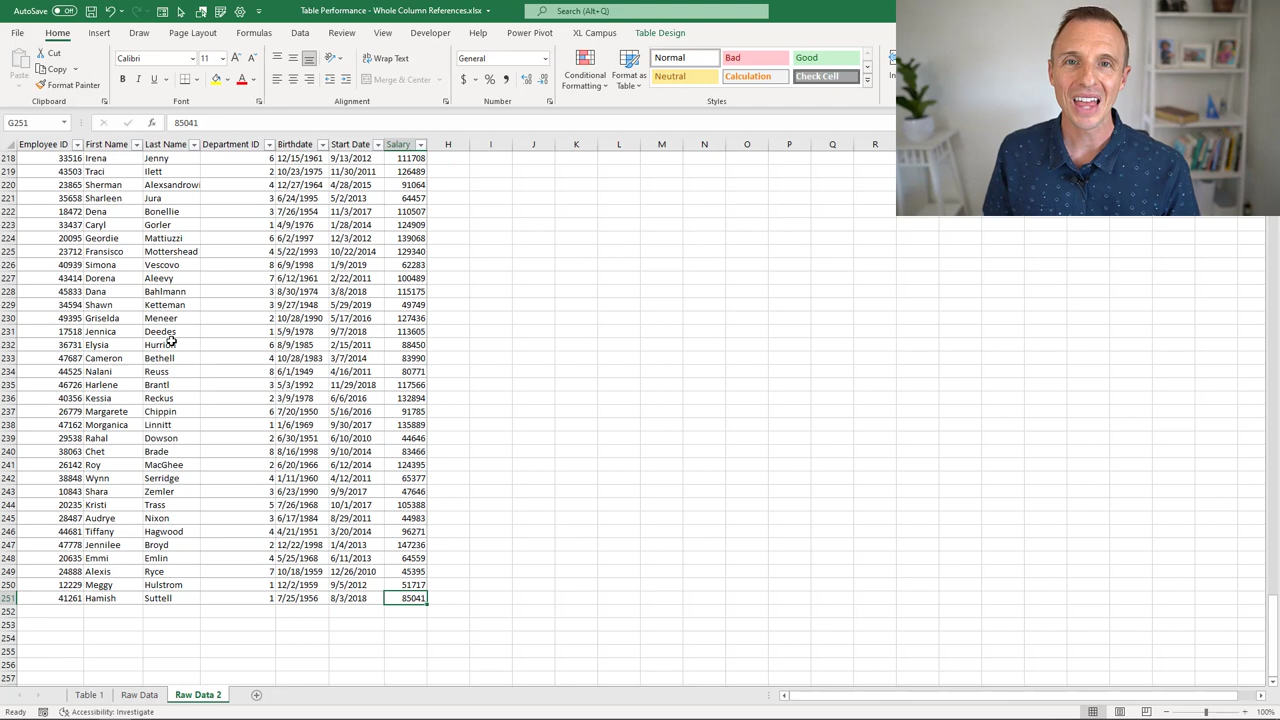 AutoSave Off
Table Performance - Whole Column References.xlsx
Search (Alt+Q)
File Home Insert Draw Page Layout Formulas Data Review View Developer Help Power Pivot XL Campus Table Design
Paste
Cut
Copy
Format Painter
Clipboard
Calibri 11
B I U
Font
Wrap Text
Merge & Center
Alignment
General
$ % 
Number
Conditional Formatting
Format as Table
Normal Bad Good
Neutral Calculation Check Cell
Styles
G251 fx 85041
Employee ID First Name Last Name Department ID Birthdate Start Date Salary H I J K L M N O P Q R
218 33516 Irena Jenny 6 12/15/1961 9/13/2012 111708
219 43503 Traci Ilett 2 10/23/1975 11/30/2011 126489
220 23865 Sherman Alexsandrowi 4 12/27/1964 4/28/2015 91064
221 35658 Sharleen Jura 3 6/24/1995 5/2/2013 64457
222 18472 Dena Bonellie 3 7/26/1954 11/3/2017 110507
223 33437 Caryl Gorler 1 4/9/1976 1/28/2014 124909
224 20095 Geordie Mattiuzzi 6 6/2/1997 12/3/2012 139068
225 23712 Fransisco Mottershead 4 5/22/1993 10/22/2014 129340
226 40939 Simona Vescovo 8 6/9/1998 1/9/2019 62283
227 43414 Dorena Aleevy 7 6/12/1961 2/22/2011 100489
228 45833 Dana Bahlmann 3 8/30/1974 3/8/2018 115175
229 34594 Shawn Ketteman 3 9/27/1948 5/29/2019 49749
230 49395 Griselda Meneer 2 10/28/1990 5/17/2016 127436
231 17518 Jennica Deedes 1 5/9/1978 9/7/2018 113605
232 36731 Elysia 6 8/9/1985 2/15/2011 88450
233 47687 Cameron Bethell 4 10/28/1983 3/7/2014 83990
234 44525 Nalani Reuss 8 6/1/1949 4/16/2011 80771
235 46726 Harlene Brantl 3 5/3/1992 11/29/2018 117566
236 40356 Kessia Reckus 2 3/9/1978 6/6/2016 132894
237 26779 Margarete Chippin 6 7/20/1950 5/16/2016 91785
238 47162 Morganica Linnitt 1 1/6/1969 9/30/2017 135889
239 29538 Rahal Dowson 2 6/30/1951 6/10/2010 44646
240 38063 Chet Brade 8 8/16/1998 9/9/2014 83466
241 26142 Roy MacGhee 2 6/20/1966 6/12/2014 124395
242 38848 Wynn Serridge 4 1/11/1960 4/12/2011 65377
243 10843 Shara Zemler 3 6/23/1990 9/9/2017 47646
244 20235 Kristi Trass 5 7/26/1968 10/1/2017 105388
245 28487 Audrye Nixon 3 6/17/1984 8/29/2011 44983
246 44681 Tiffany Hagwood 4 4/21/1951 3/20/2014 96271
247 47778 Jennilee Broyd 2 12/22/1998 1/4/2013 147236
248 20635 Emmi Emlin 4 5/25/1968 6/11/2013 64559
249 24888 Alexis Ryce 7 10/18/1959 12/26/2010 45395
250 12229 Meggy Hulstrom 1 12/2/1959 9/5/2012 51717
251 41261 Hamish Suttell 1 7/25/1956 8/3/2018 85041
252
253
254
255
256
257
Table 1 Raw Data Raw Data 2
Ready Accessibility: Investigate 100%